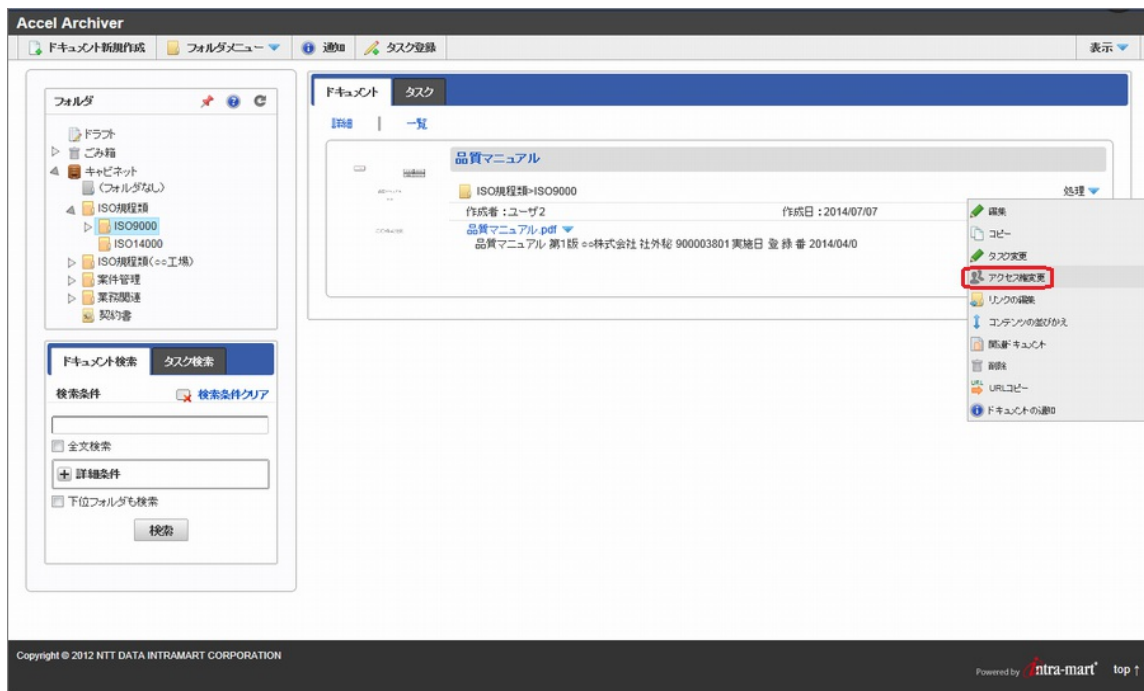 Accel Archiver
ドキュメント新規作成 フォルダメニュー 通知 タスク登録 表示
フォルダ
ドラフト
ごみ箱
キャビネット
(フォルダなし)
ISO規程類
ISO9000
ISO14000
ISO規程類(○○工場)
案件管理
業務関連
契約書
ドキュメント検索 タスク検索
検索条件 検索条件クリア
全文検索
詳細条件
下位フォルダも検索
検索
ドキュメント タスク
詳細 | 一覧
品質マニュアル
ISO規程類>ISO9000 処理
作成者:ユーザ2 作成日:2014/07/07
品質マニュアル.pdf
品質マニュアル 第1版 ○○株式会社 社外秘 900003801 実施日 登 録 番 2014/04/0
編集
コピー
タスク変更
アクセス権変更
リンクの編集
コンテンツの並びかえ
関連ドキュメント
削除
URLコピー
ドキュメントの通知
Copyright © 2012 NTT DATA INTRAMART CORPORATION
Powered by intra-mart top ↑